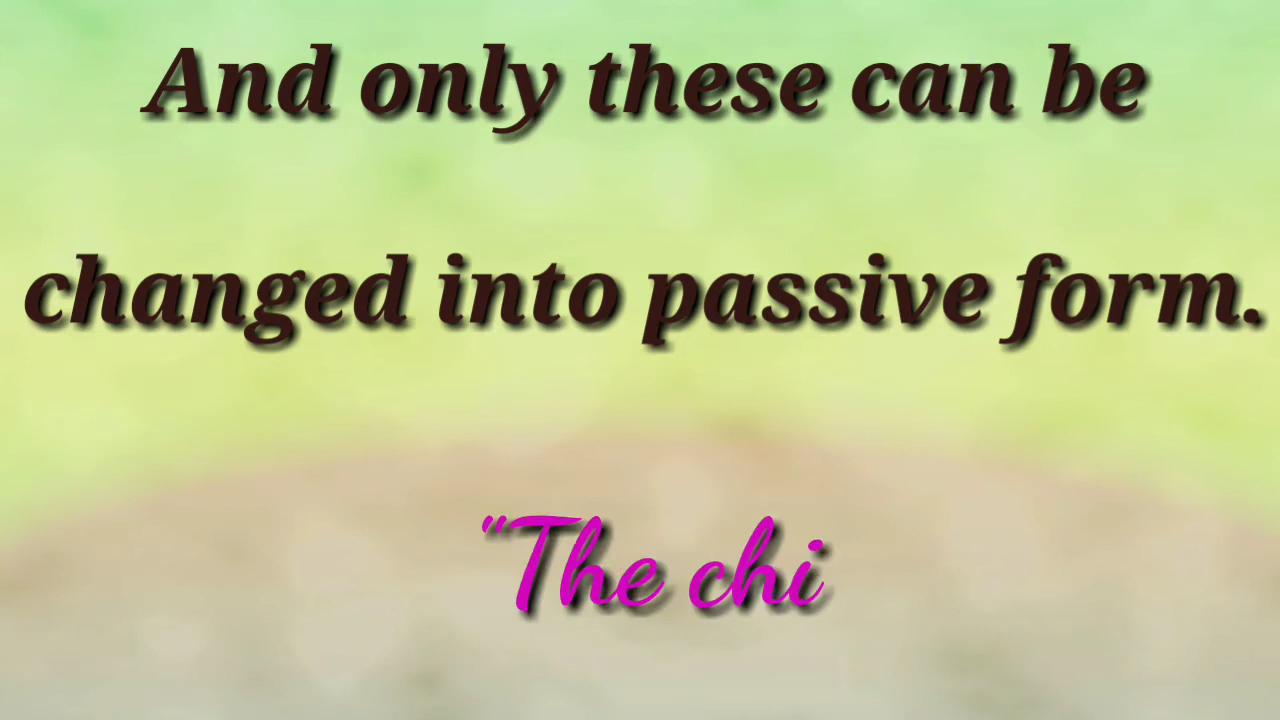 And only these can be
changed into passive form.
“The chi